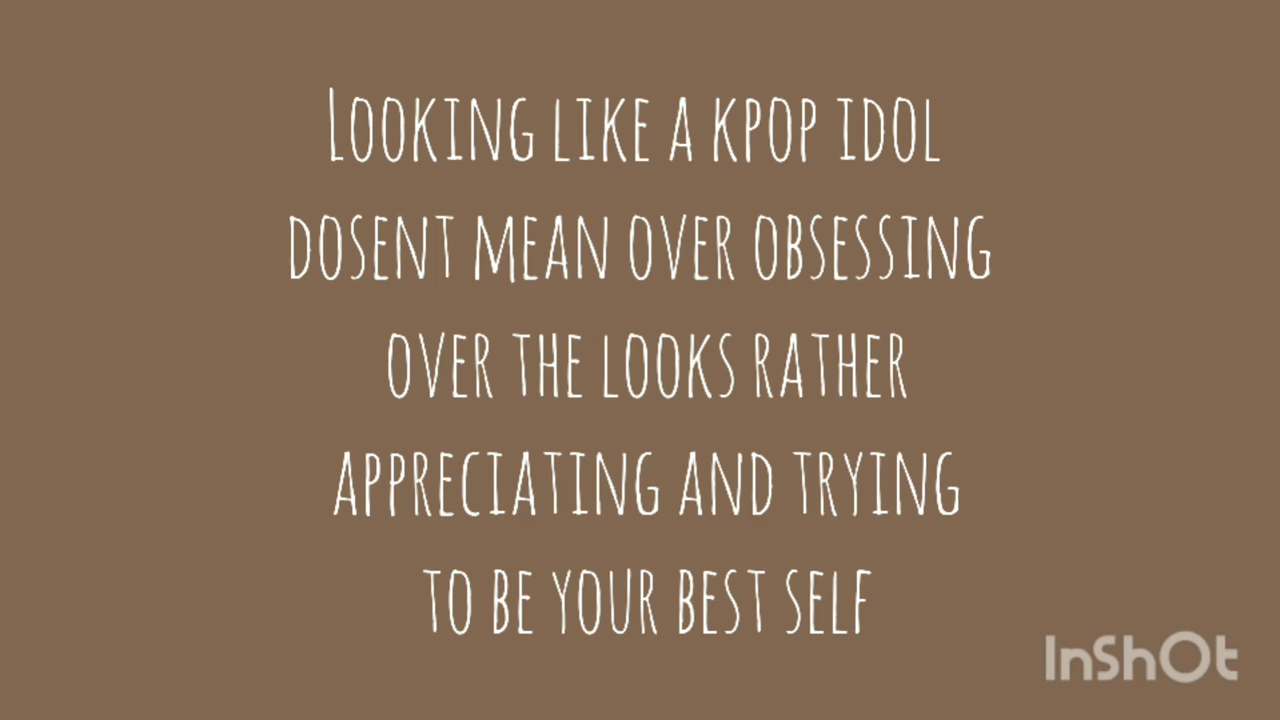 Looking like a kpop idol
dosent mean over obsessing
over the looks rather
appreciating and trying
to be your best self
InShOt